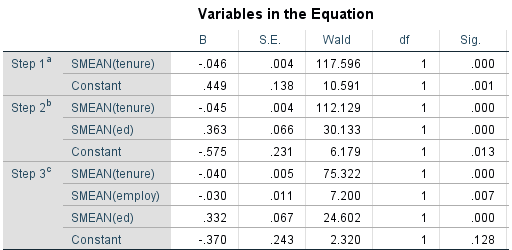 Variables in the Equation
B S.E. Wald df Sig.
Step 1a SMEAN(tenure) -.046 .004 117.596 1 .000
Constant .449 .138 10.591 1 .001
Step 2b SMEAN(tenure) -.045 .004 112.129 1 .000
SMEAN(ed) .363 .066 30.133 1 .000
Constant -.575 .231 6.179 1 .013
Step 3c SMEAN(tenure) -.040 .005 75.322 1 .000
SMEAN(employ) -.030 .011 7.200 1 .007
SMEAN(ed) .332 .067 24.602 1 .000
Constant -.370 .243 2.320 1 .128